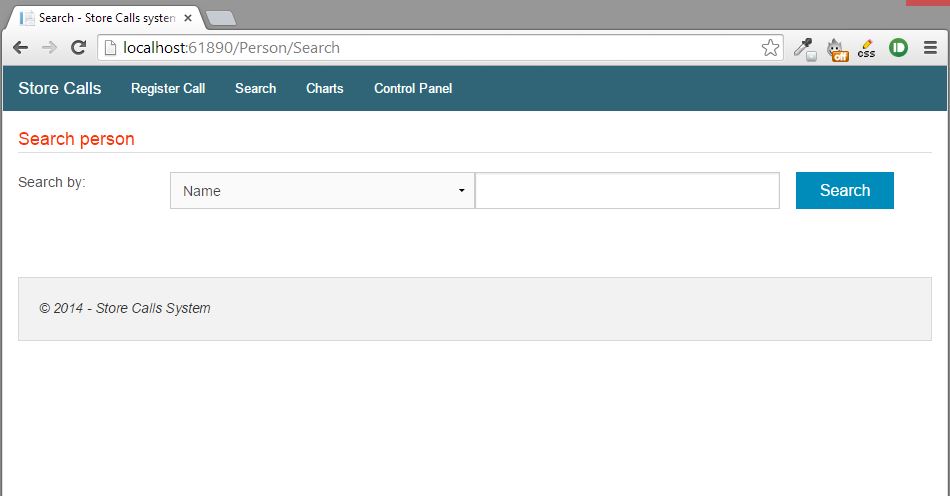 Search - Store Calls system
localhost:61890/Person/Search
off
css
Store Calls Register Call Search Charts Control Panel
Search person
Search by: Name Search
© 2014 - Store Calls System